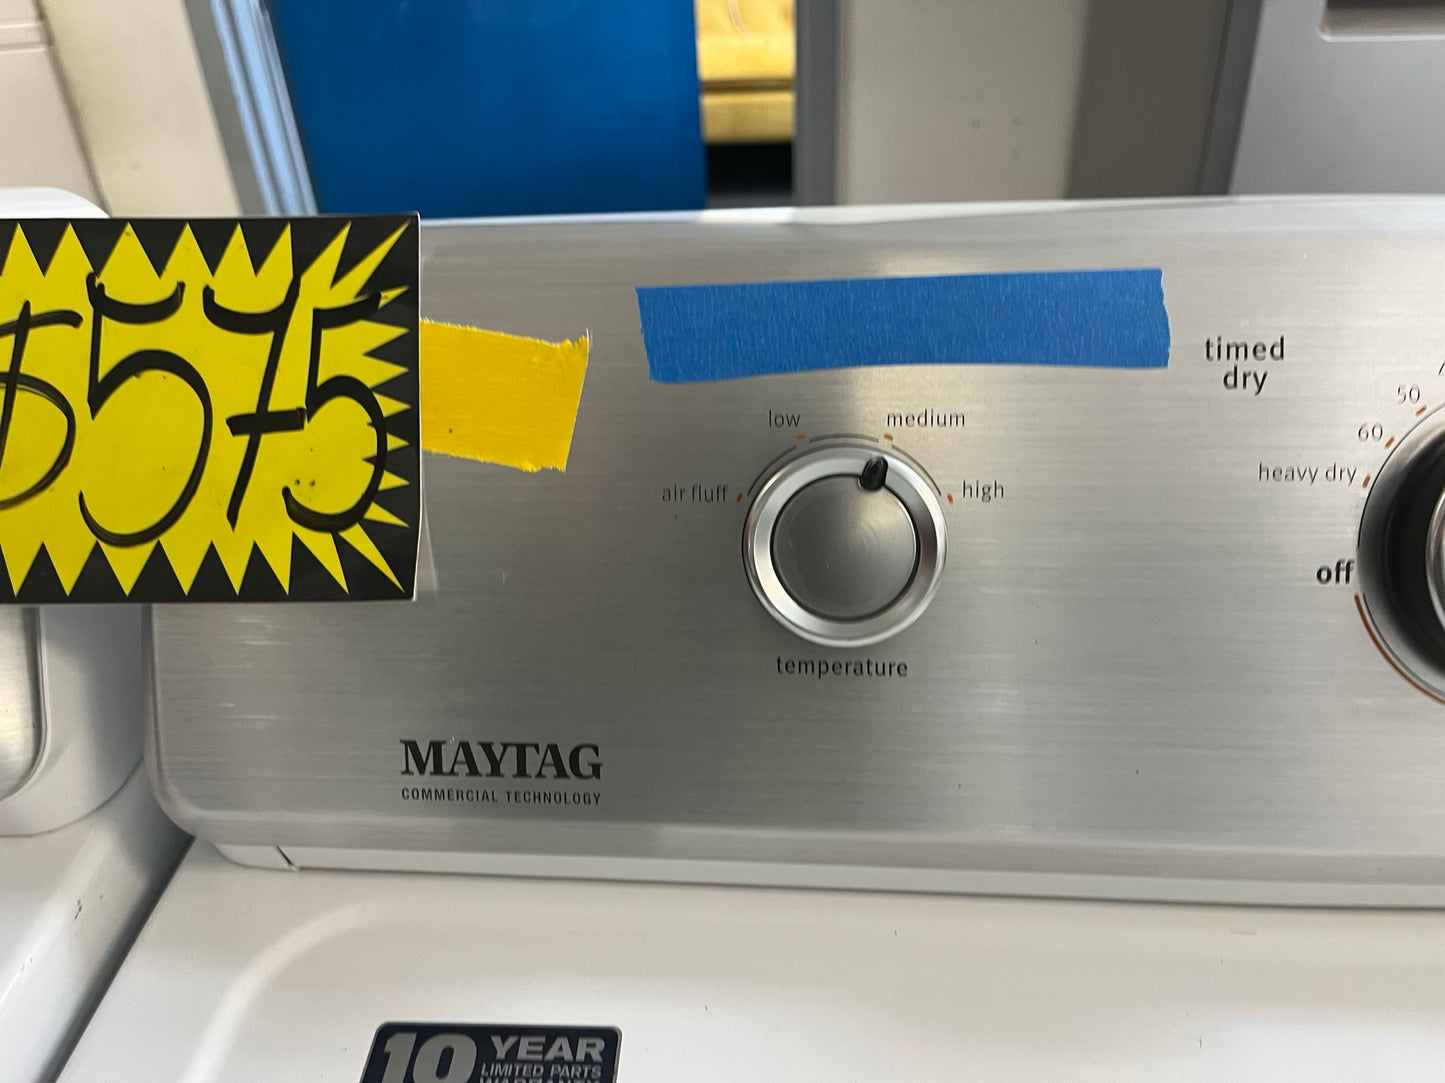 $575
timed
dry
50
60
heavy dry
off
low
medium
air fluff
high
temperature
MAYTAG
COMMERCIAL TECHNOLOGY
10 YEAR
LIMITED PARTS
WARRANTY